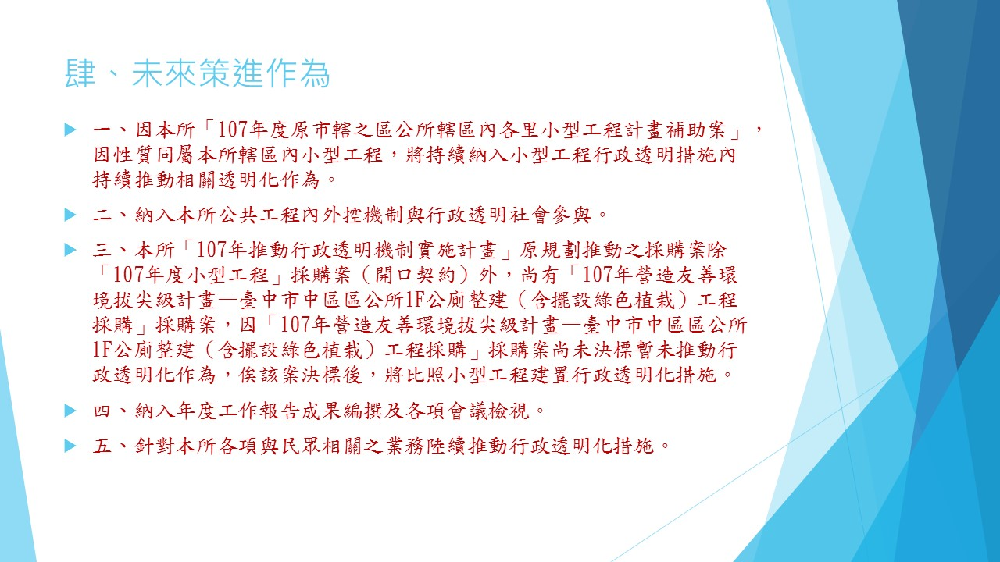 肆、未來策進作為
一、因本所「107年度原市轄之區公所轄區內各里小型工程計畫補助案」，
因性質同屬本所轄區內小型工程，將持續納入小型工程行政透明措施內
持續推動相關透明化作為。
二、納入本所公共工程內外控機制與行政透明社會參與。
三、本所「107年推動行政透明機制實施計畫」原規劃推動之採購案除
「107年度小型工程」採購案（開口契約）外，尚有「107年營造友善環
境拔尖級計畫—臺中市中區區公所1F公廁整建（含擺設綠色植栽）工程
採購」採購案，因「107年營造友善環境拔尖級計畫—臺中市中區區公所
1F公廁整建（含擺設綠色植栽）工程採購」採購案尚未決標暫未推動行
政透明化作為，俟該案決標後，將比照小型工程建置行政透明化措施。
四、納入年度工作報告成果編撰及各項會議檢視。
五、針對本所各項與民眾相關之業務陸續推動行政透明化措施。